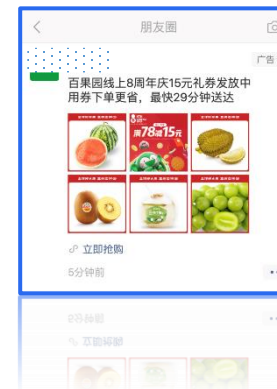 朋友圈
广告
百果园线上8周年庆15元礼券发放中
用券下单更省，最快29分钟送达
满78减15元
立即抢购
5分钟前